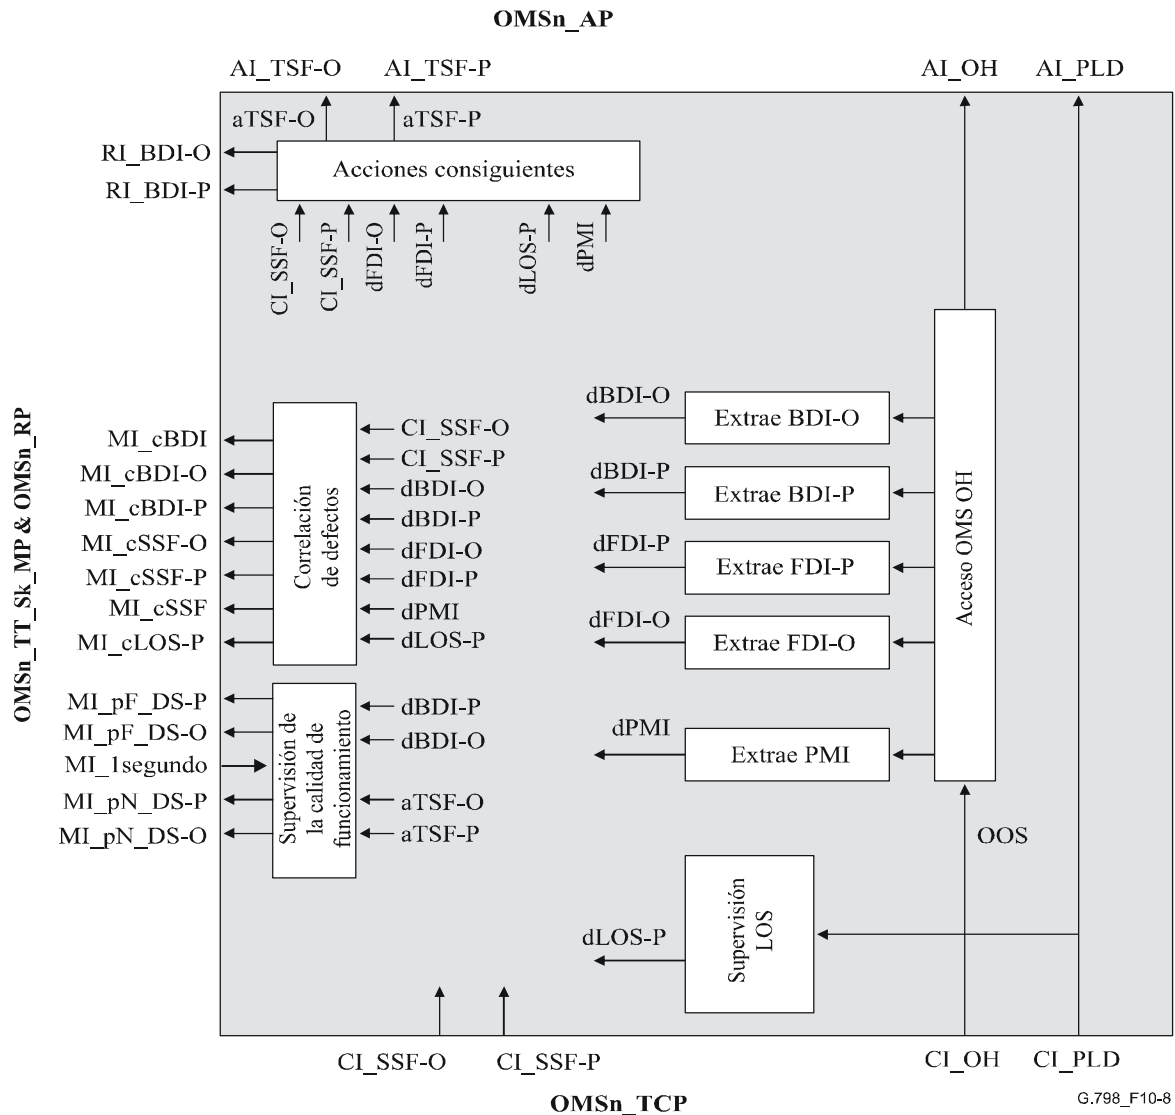 OMSn_AP
AI_TSF-O AI_TSF-P AI_OH AI_PLD
aTSF-O aTSF-P
RI_BDI-O
RI_BDI-P
Acciones consiguientes
CI_SSF-O
CI_SSF-P
dFDI-O
dFDI-P
dLOS-P
dPMI
OMSn_TT_Sk_MP & OMSn_RP
MI_cBDI
MI_cBDI-O
MI_cBDI-P
MI_cSSF-O
MI_cSSF-P
MI_cSSF
MI_cLOS-P
Correlación
de defectos
CI_SSF-O
CI_SSF-P
dBDI-O
dBDI-P
dFDI-O
dFDI-P
dPMI
dLOS-P
MI_pF_DS-P
MI_pF_DS-O
MI_1segundo
MI_pN_DS-P
MI_pN_DS-O
Supervisión de
la calidad de
funcionamiento
dBDI-P
dBDI-O
aTSF-O
aTSF-P
dBDI-O
Extrae BDI-O
dBDI-P
Extrae BDI-P
dFDI-P
Extrae FDI-P
dFDI-O
Extrae FDI-O
dPMI
Extrae PMI
Acceso OMS OH
OOS
dLOS-P
Supervisión
LOS
CI_SSF-O CI_SSF-P CI_OH CI_PLD
OMSn_TCP
G.798_F10-8